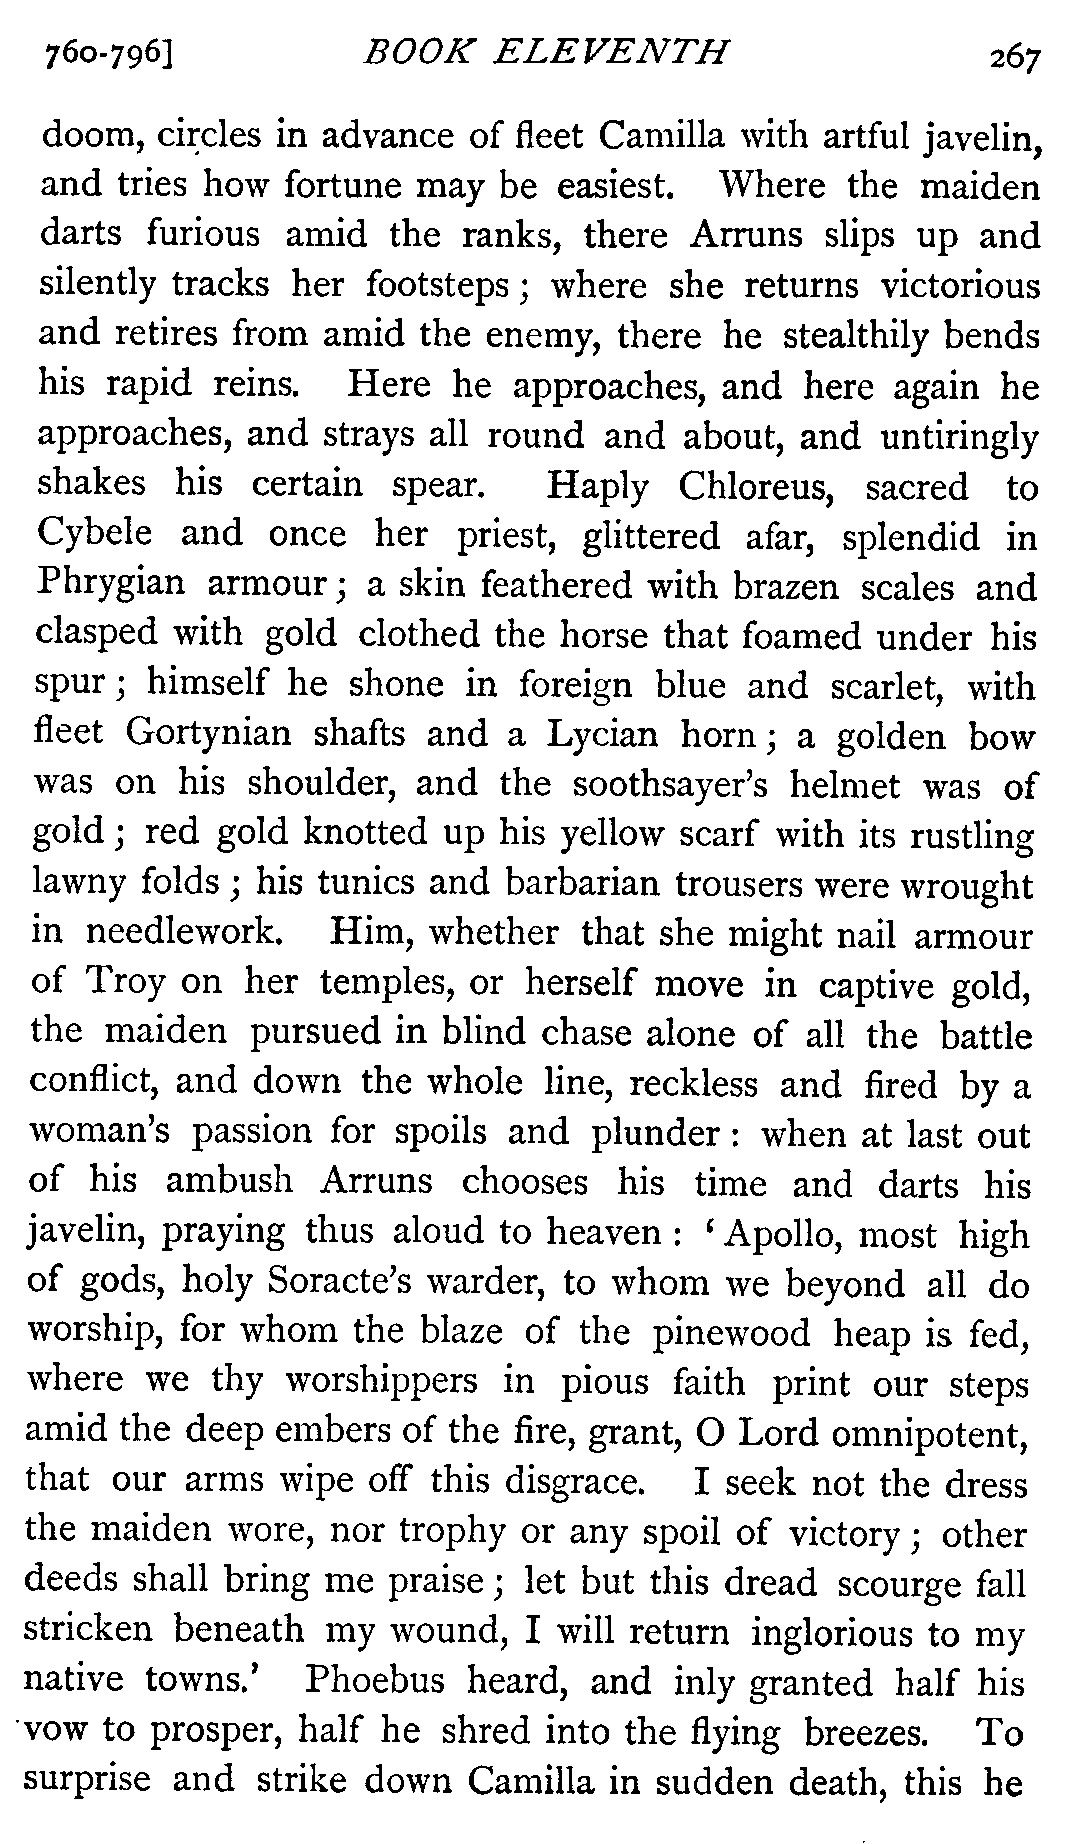 760-796] BOOK ELEVENTH 267
doom, circles in advance of fleet Camilla with artful javelin,
and tries how fortune may be easiest. Where the maiden
darts furious amid the ranks, there Arruns slips up and
silently tracks her footsteps ; where she returns victorious
and retires from amid the enemy, there he stealthily bends
his rapid reins. Here he approaches, and here again he
approaches, and strays all round and about, and untiringly
shakes his certain spear. Haply Chloreus, sacred to
Cybele and once her priest, glittered afar, splendid in
Phrygian armour ; a skin feathered with brazen scales and
clasped with gold clothed the horse that foamed under his
spur ; himself he shone in foreign blue and scarlet, with
fleet Gortynian shafts and a Lycian horn ; a golden bow
was on his shoulder, and the soothsayer's helmet was of
gold ; red gold knotted up his yellow scarf with its rustling
lawny folds ; his tunics and barbarian trousers were wrought
in needlework. Him, whether that she might nail armour
of Troy on her temples, or herself move in captive gold,
the maiden pursued in blind chase alone of all the battle
conflict, and down the whole line, reckless and fired by a
woman's passion for spoils and plunder : when at last out
of his ambush Arruns chooses his time and darts his
javelin, praying thus aloud to heaven : ‘ Apollo, most high
of gods, holy Soracte's warder, to whom we beyond all do
worship, for whom the blaze of the pinewood heap is fed,
where we thy worshippers in pious faith print our steps
amid the deep embers of the fire, grant, O Lord omnipotent,
that our arms wipe off this disgrace. I seek not the dress
the maiden wore, nor trophy or any spoil of victory ; other
deeds shall bring me praise ; let but this dread scourge fall
stricken beneath my wound, I will return inglorious to my
native towns.’ Phoebus heard, and inly granted half his
vow to prosper, half he shred into the flying breezes. To
surprise and strike down Camilla in sudden death, this he